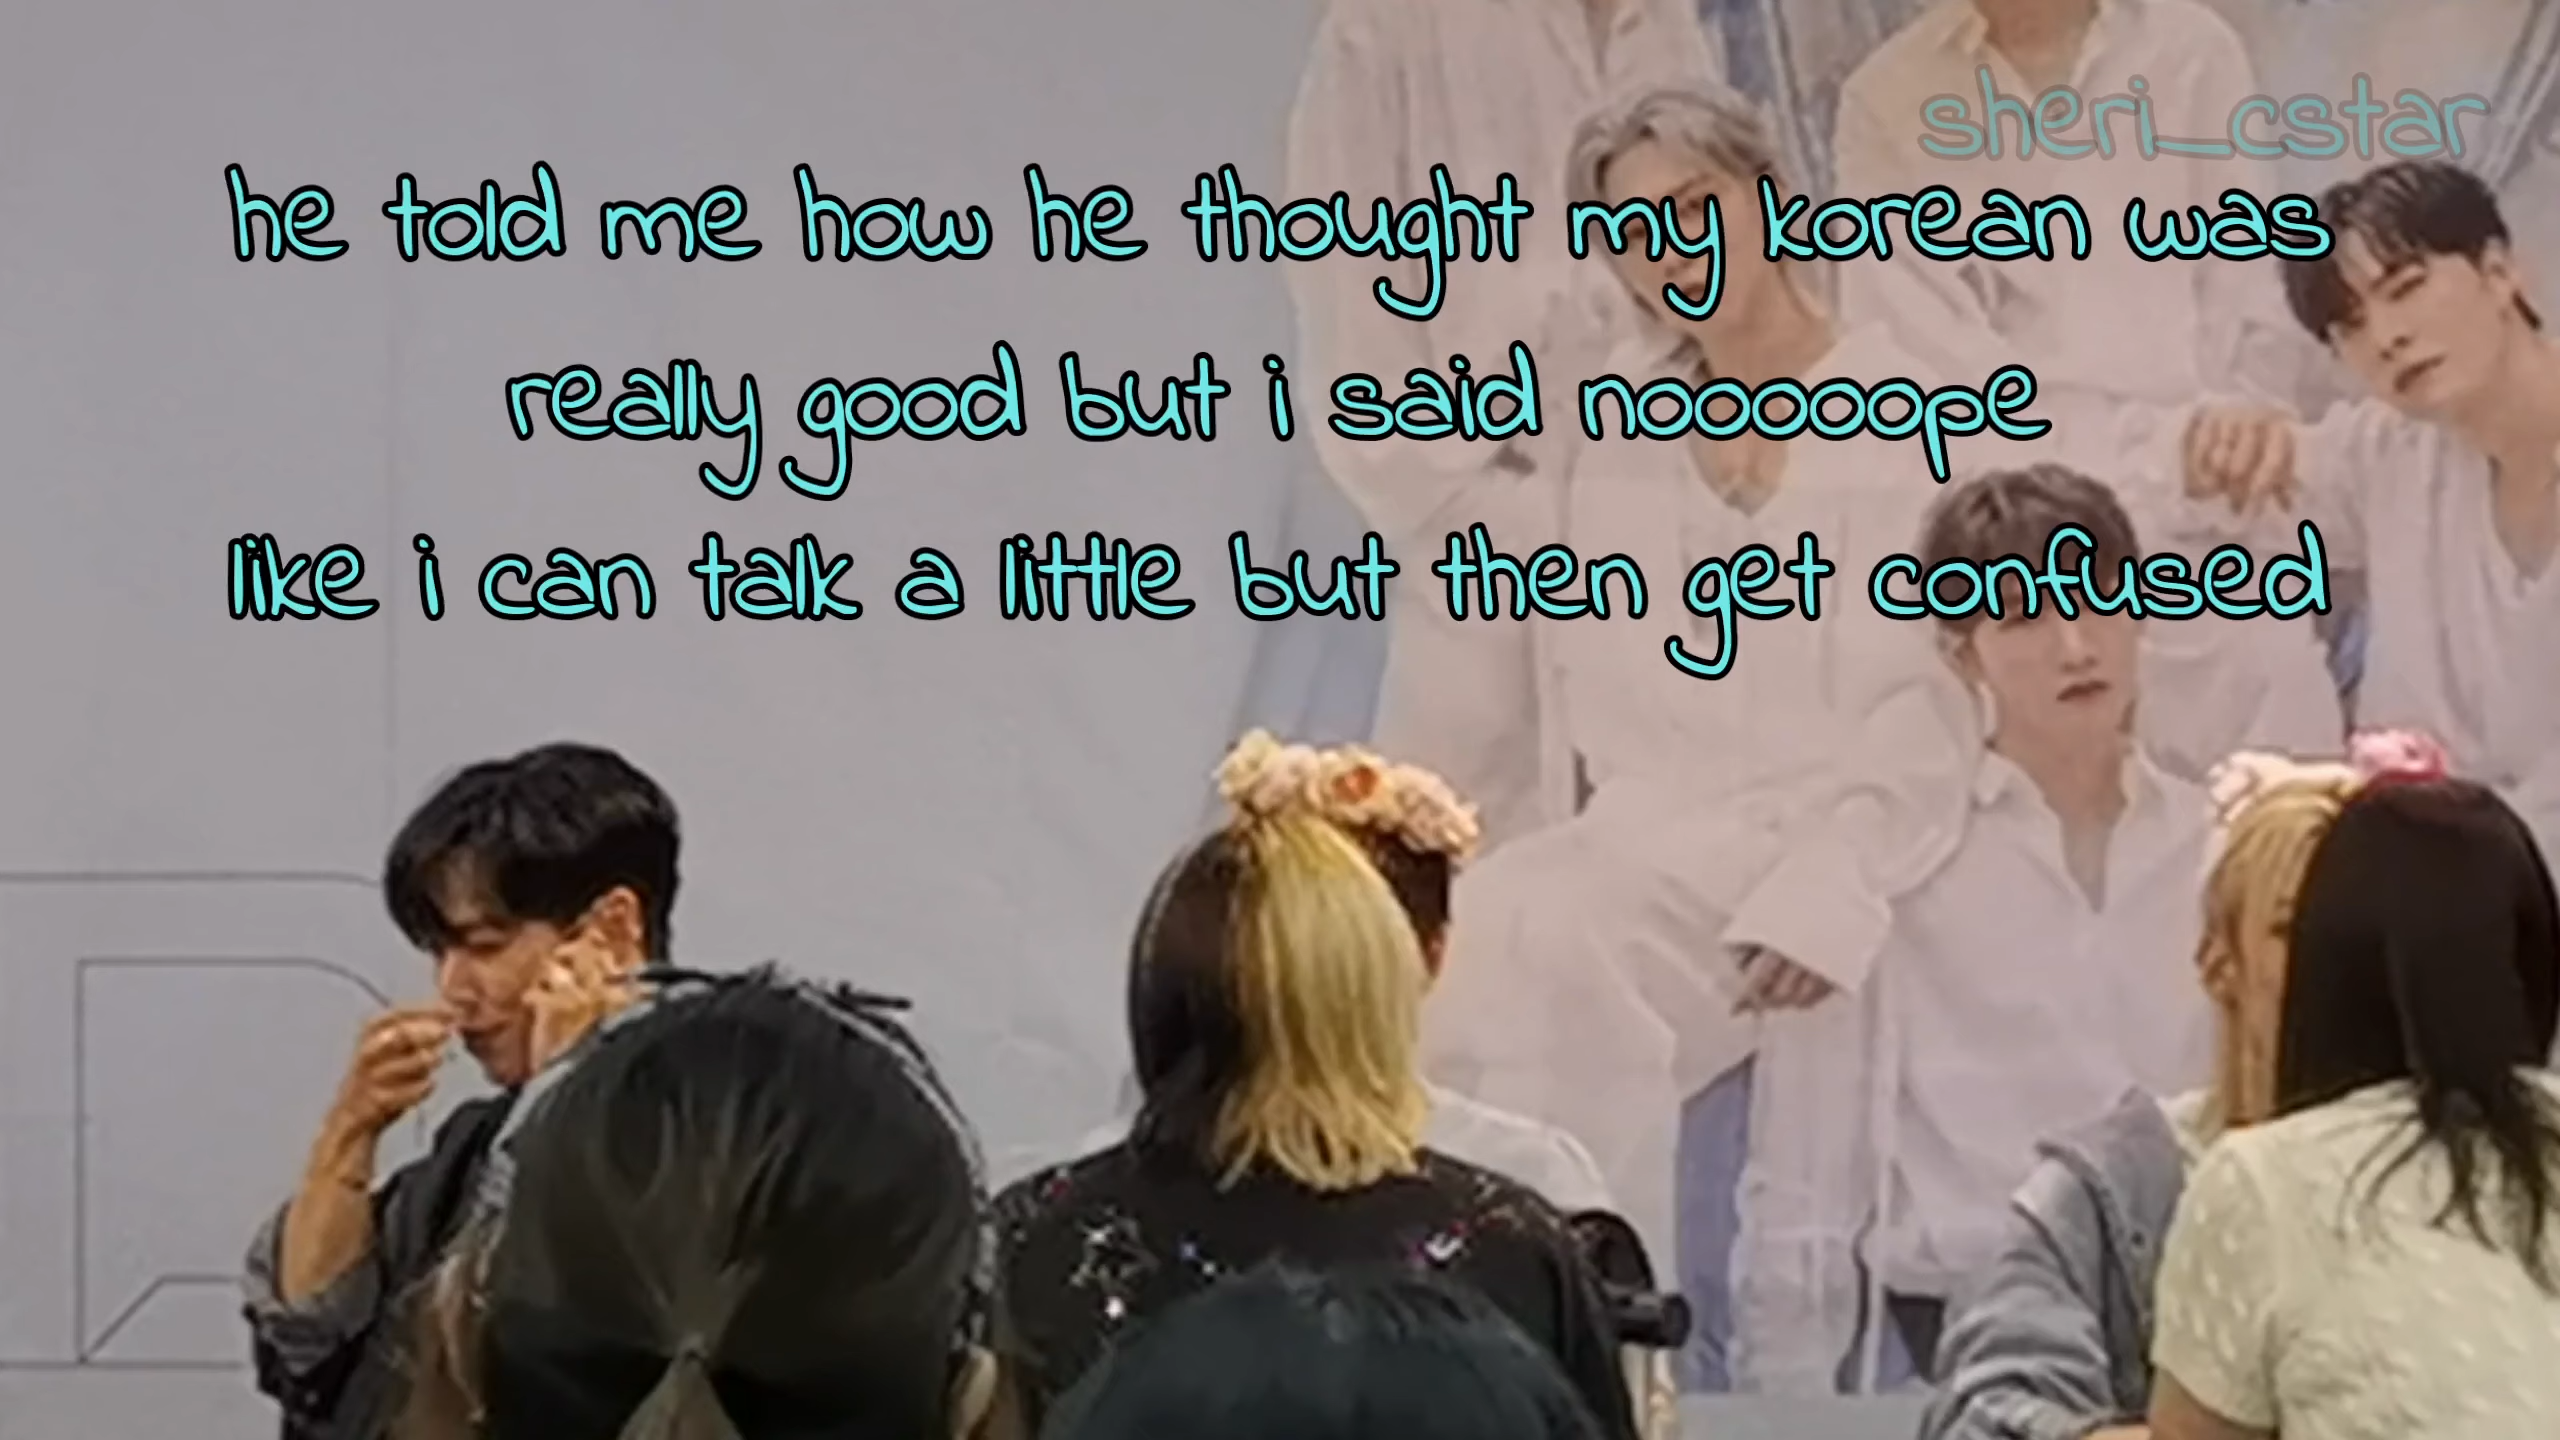 sheri_cstar
he told me how he thought my korean was
really good but i said nooooope
like i can talk a little but then get confused